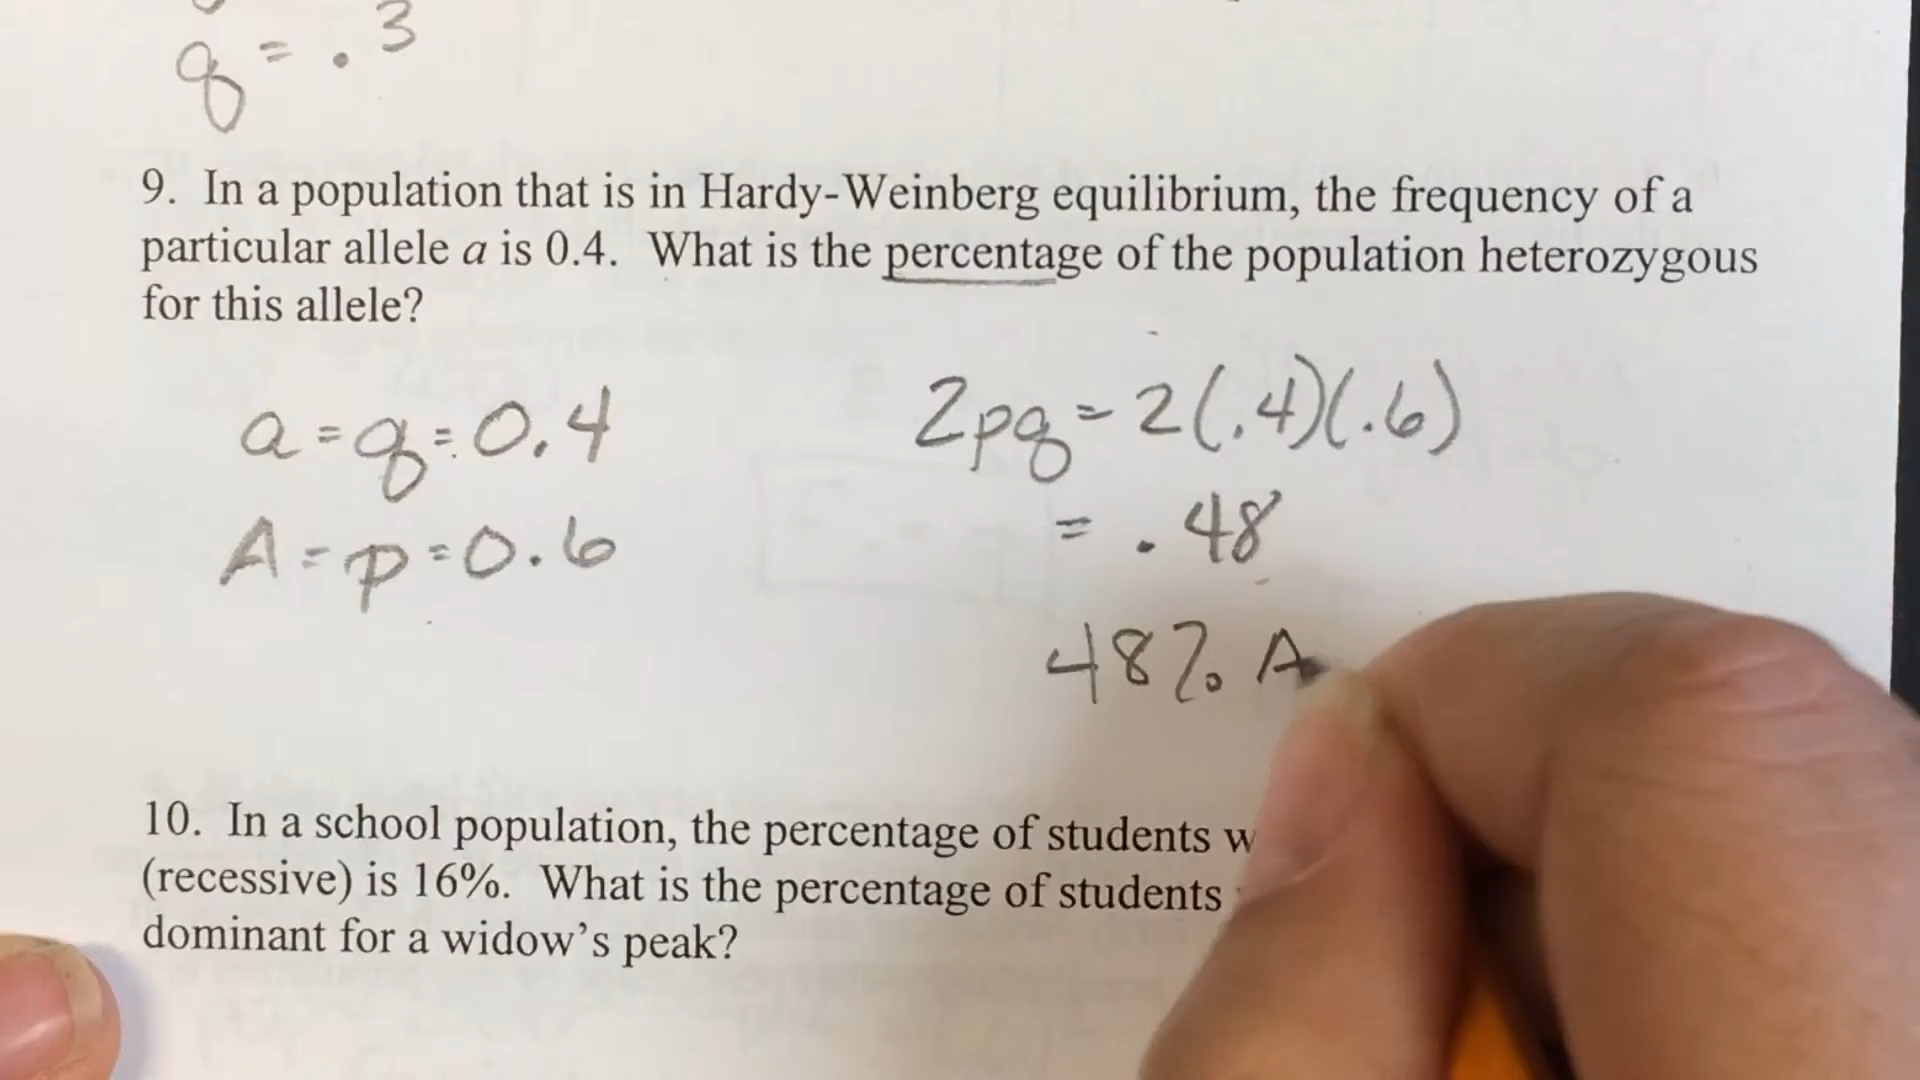 q = .3
9. In a population that is in Hardy-Weinberg equilibrium, the frequency of a
particular allele a is 0.4. What is the percentage of the population heterozygous
for this allele?
a = q = 0.4
A = p = 0.6
2pq = 2(.4)(.6)
= .48
48% A
10. In a school population, the percentage of students
(recessive) is 16%. What is the percentage of students
dominant for a widow's peak?